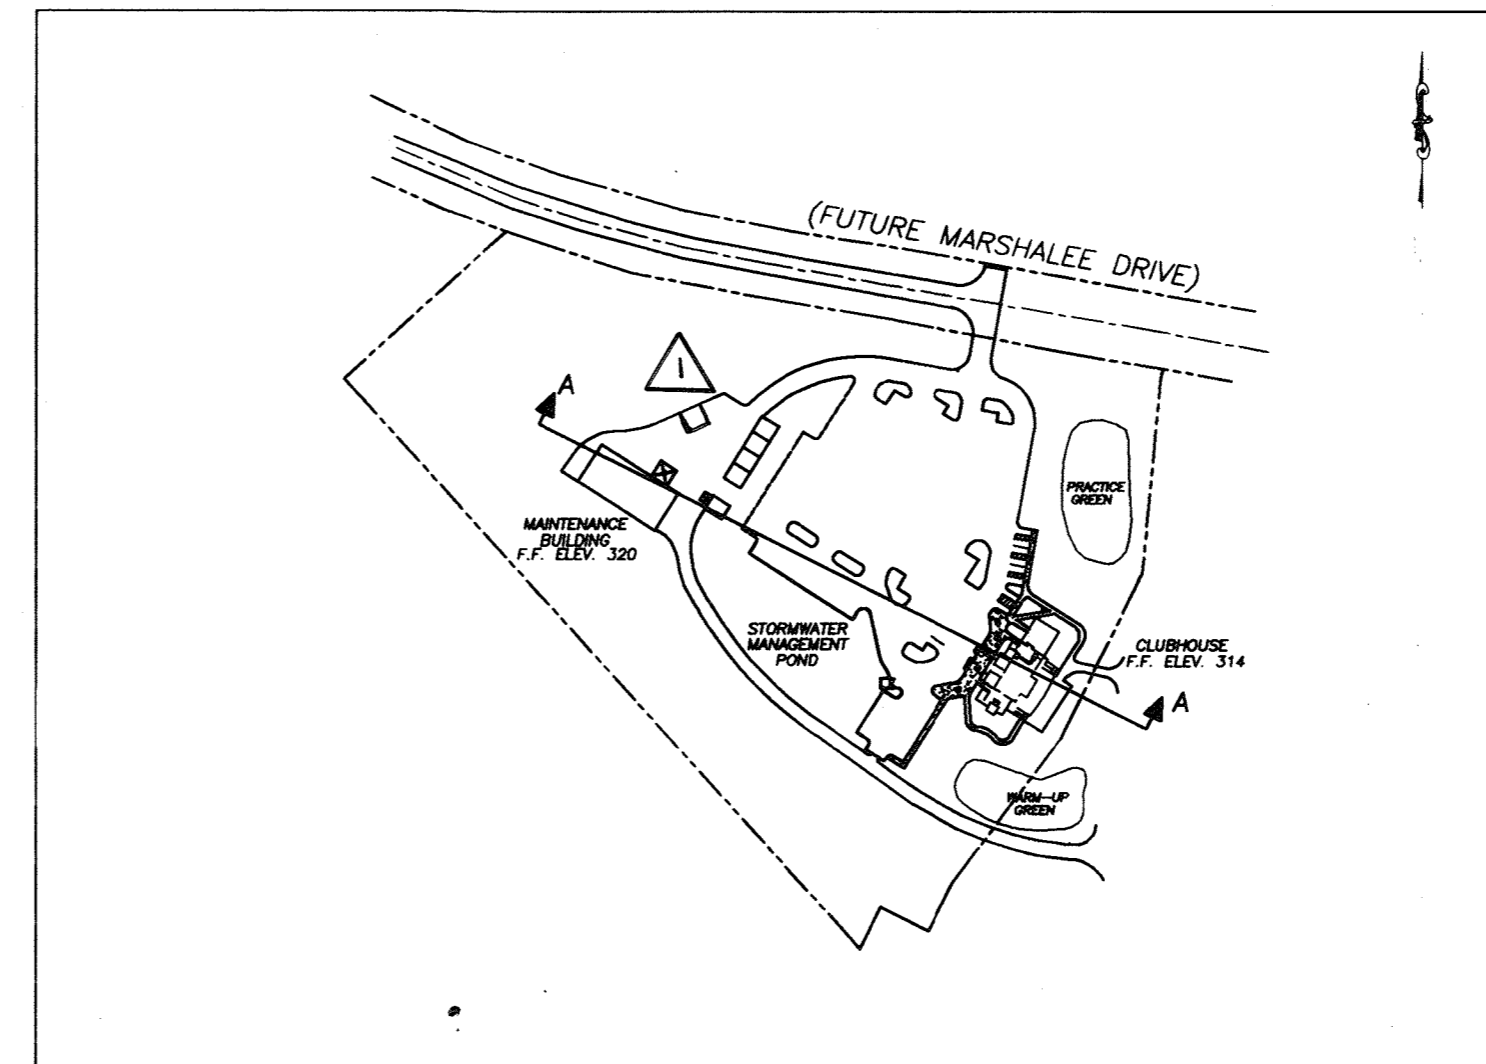 (FUTURE MARSHALEE DRIVE)
1
A
PRACTICE
GREEN
MAINTENANCE
BUILDING
F.F. ELEV. 320
STORMWATER
MANAGEMENT
POND
CLUBHOUSE
F.F. ELEV. 314
A
WARM-UP
GREEN